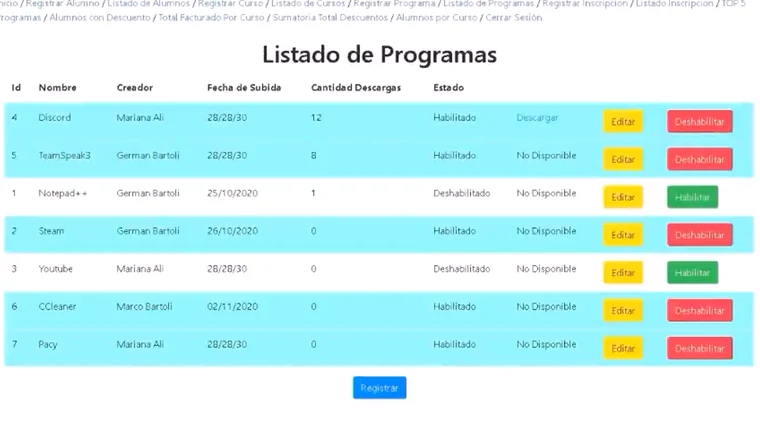 nicio / Registrar Alumno / Listado de Alumnos / Registrar Curso / Listado de Cursos / Registrar Programa / Listado de Programas / Registrar Inscripcion / Listado Inscripcion / TOP 5
Programas / Alumnos con Descuento / Total Facturado Por Curso / Sumatoria Total Descuentos / Alumnos por Curso / Cerrar Sesión
Listado de Programas
Id Nombre Creador Fecha de Subida Cantidad Descargas Estado
4 Discord Mariana Ali 28/28/30 12 Habilitado Descargar Editar Deshabilitar
5 TeamSpeak3 German Bartoli 28/28/30 8 Habilitado No Disponible Editar Deshabilitar
1 Notepad++ German Bartoli 25/10/2020 1 Deshabilitado No Disponible Editar Habilitar
2 Steam German Bartoli 26/10/2020 0 Habilitado No Disponible Editar Deshabilitar
3 Youtube Mariana Ali 28/28/30 0 Deshabilitado No Disponible Editar Habilitar
6 CCleaner Marco Bartoli 02/11/2020 0 Habilitado No Disponible Editar Deshabilitar
7 Pacy Mariana Ali 28/28/30 0 Habilitado No Disponible Editar Deshabilitar
Registrar